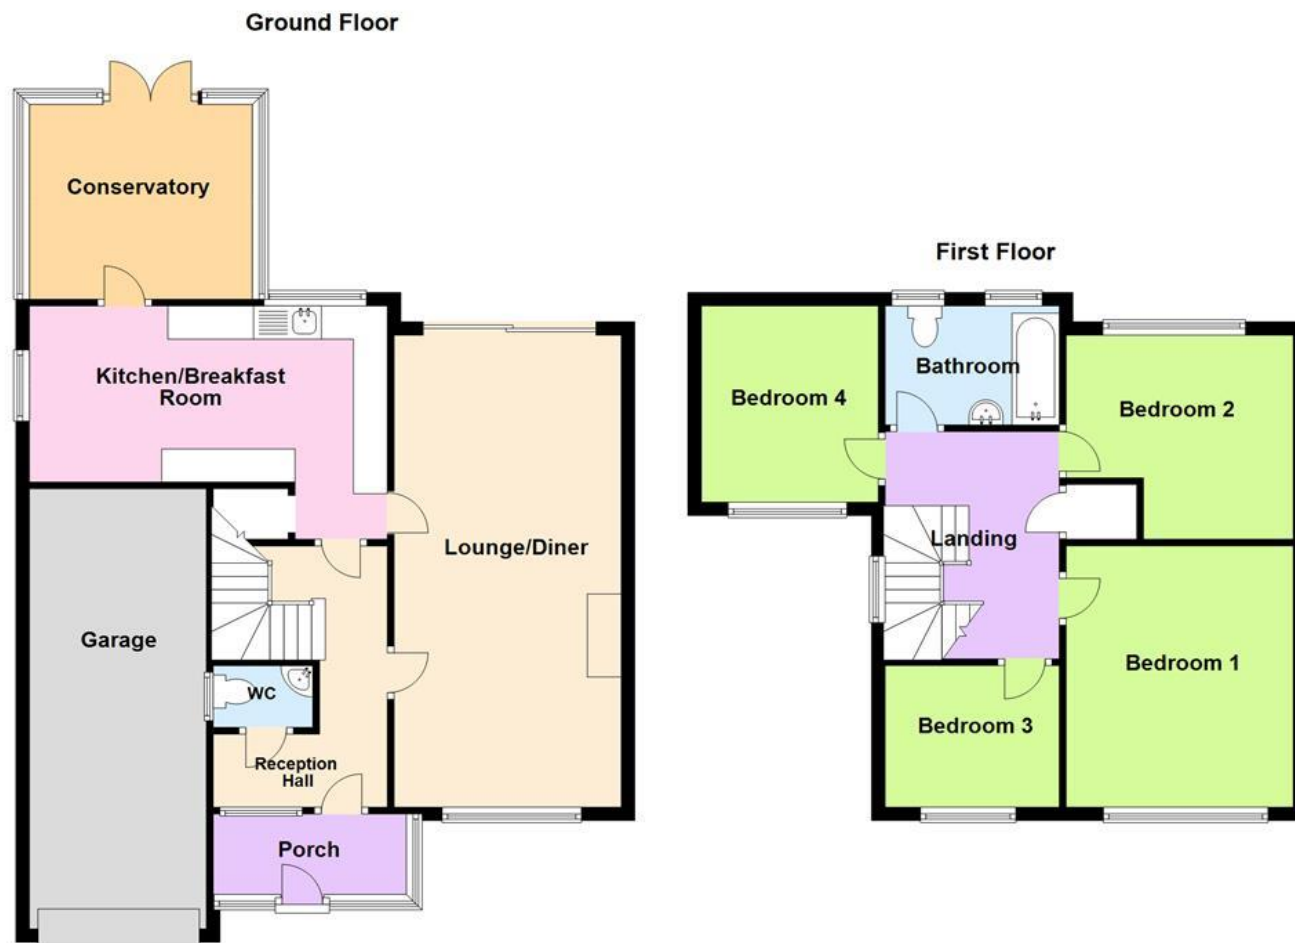 Ground Floor
Conservatory
Kitchen/Breakfast
Room
Lounge/Diner
Garage
WC
Reception
Hall
Porch
First Floor
Bedroom 4
Bathroom
Bedroom 2
Landing
Bedroom 1
Bedroom 3